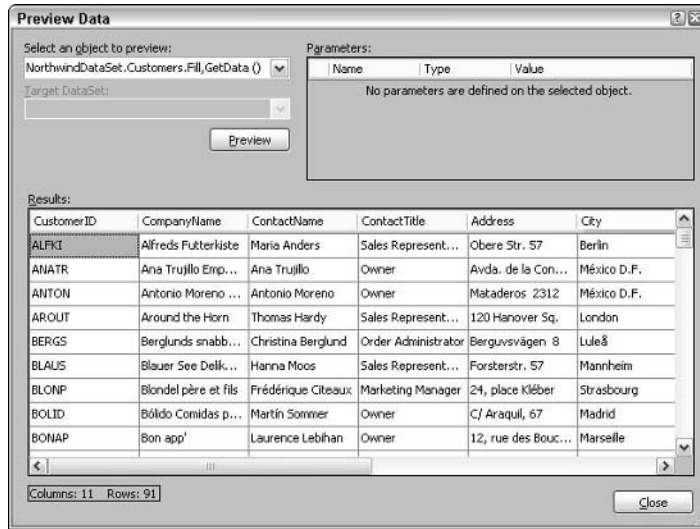 Preview Data
Select an object to preview:
NorthwindDataSet.Customers.Fill,GetData ()
Target DataSet:
Preview
Parameters:
Name Type Value
No parameters are defined on the selected object.
Results:
CustomerID CompanyName ContactName ContactTitle Address City
ALFKI Alfreds Futterkiste Maria Anders Sales Represent... Obere Str. 57 Berlin
ANATR Ana Trujillo Emp... Ana Trujillo Owner Avda. de la Con... México D.F.
ANTON Antonio Moreno ... Antonio Moreno Owner Mataderos 2312 México D.F.
AROUT Around the Horn Thomas Hardy Sales Represent... 120 Hanover Sq. London
BERGS Berglunds snabb... Christina Berglund Order Administrator Berguvsvägen 8 Luleå
BLAUS Blauer See Delik... Hanna Moos Sales Represent... Forsterstr. 57 Mannheim
BLONP Blondel père et fils Frédérique Citeaux Marketing Manager 24, place Kléber Strasbourg
BOLID Bólido Comidas p... Martín Sommer Owner C/ Araquil, 67 Madrid
BONAP Bon app' Laurence Lebihan Owner 12, rue des Bouc... Marseille
Columns: 11 Rows: 91
Close